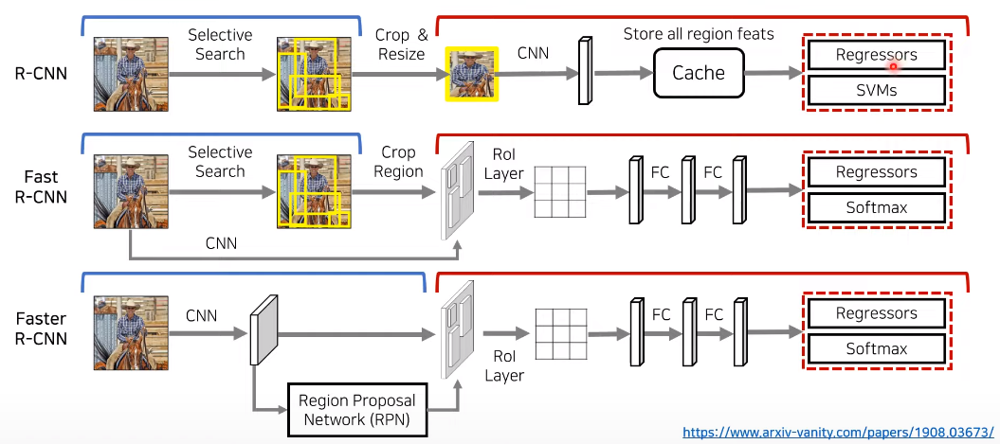 R-CNN
Selective
Search
Crop &
Resize
CNN
Store all region feats
Cache
Regressors
SVMs
Fast
R-CNN
Selective
Search
Crop
Region
CNN
RoI
Layer
FC
FC
Regressors
Softmax
Faster
R-CNN
CNN
Region Proposal
Network (RPN)
RoI
Layer
FC
FC
Regressors
Softmax
https://www.arxiv-vanity.com/papers/1908.03673/